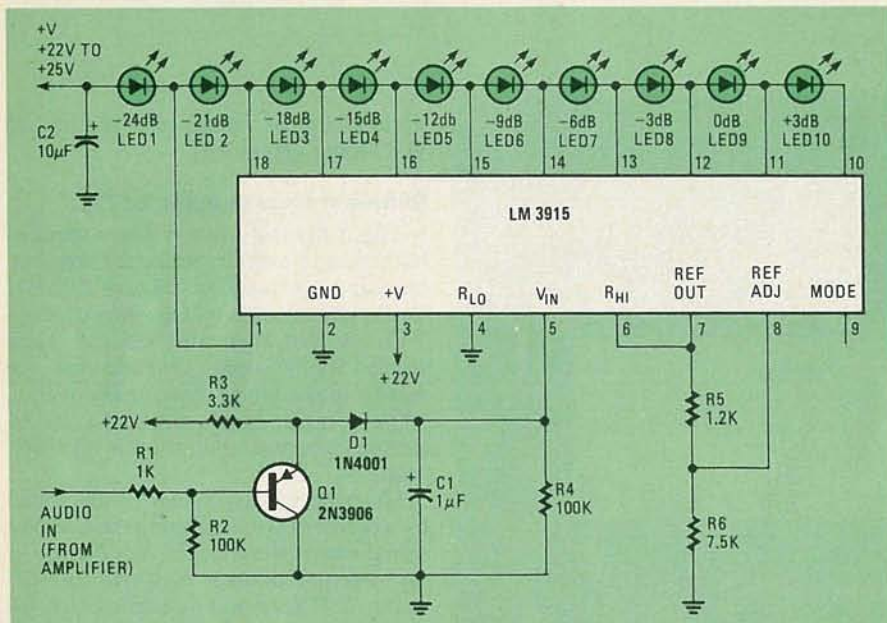 +V
+22V TO
+25V
C2
10μF
−24dB
LED1
−21dB
LED 2
−18dB
LED3
−15dB
LED4
−12db
LED5
−9dB
LED6
−6dB
LED7
−3dB
LED8
0dB
LED9
+3dB
LED10
18
17
16
15
14
13
12
11
10
LM 3915
GND
+V
RLO
VIN
RHI
REF
OUT
REF
ADJ
MODE
1
2
3
4
5
6
7
8
9
+22V
R3
3.3K
+22V
D1
1N4001
R1
1K
AUDIO
IN
(FROM
AMPLIFIER)
R2
100K
Q1
2N3906
C1
1μF
R4
100K
R5
1.2K
R6
7.5K